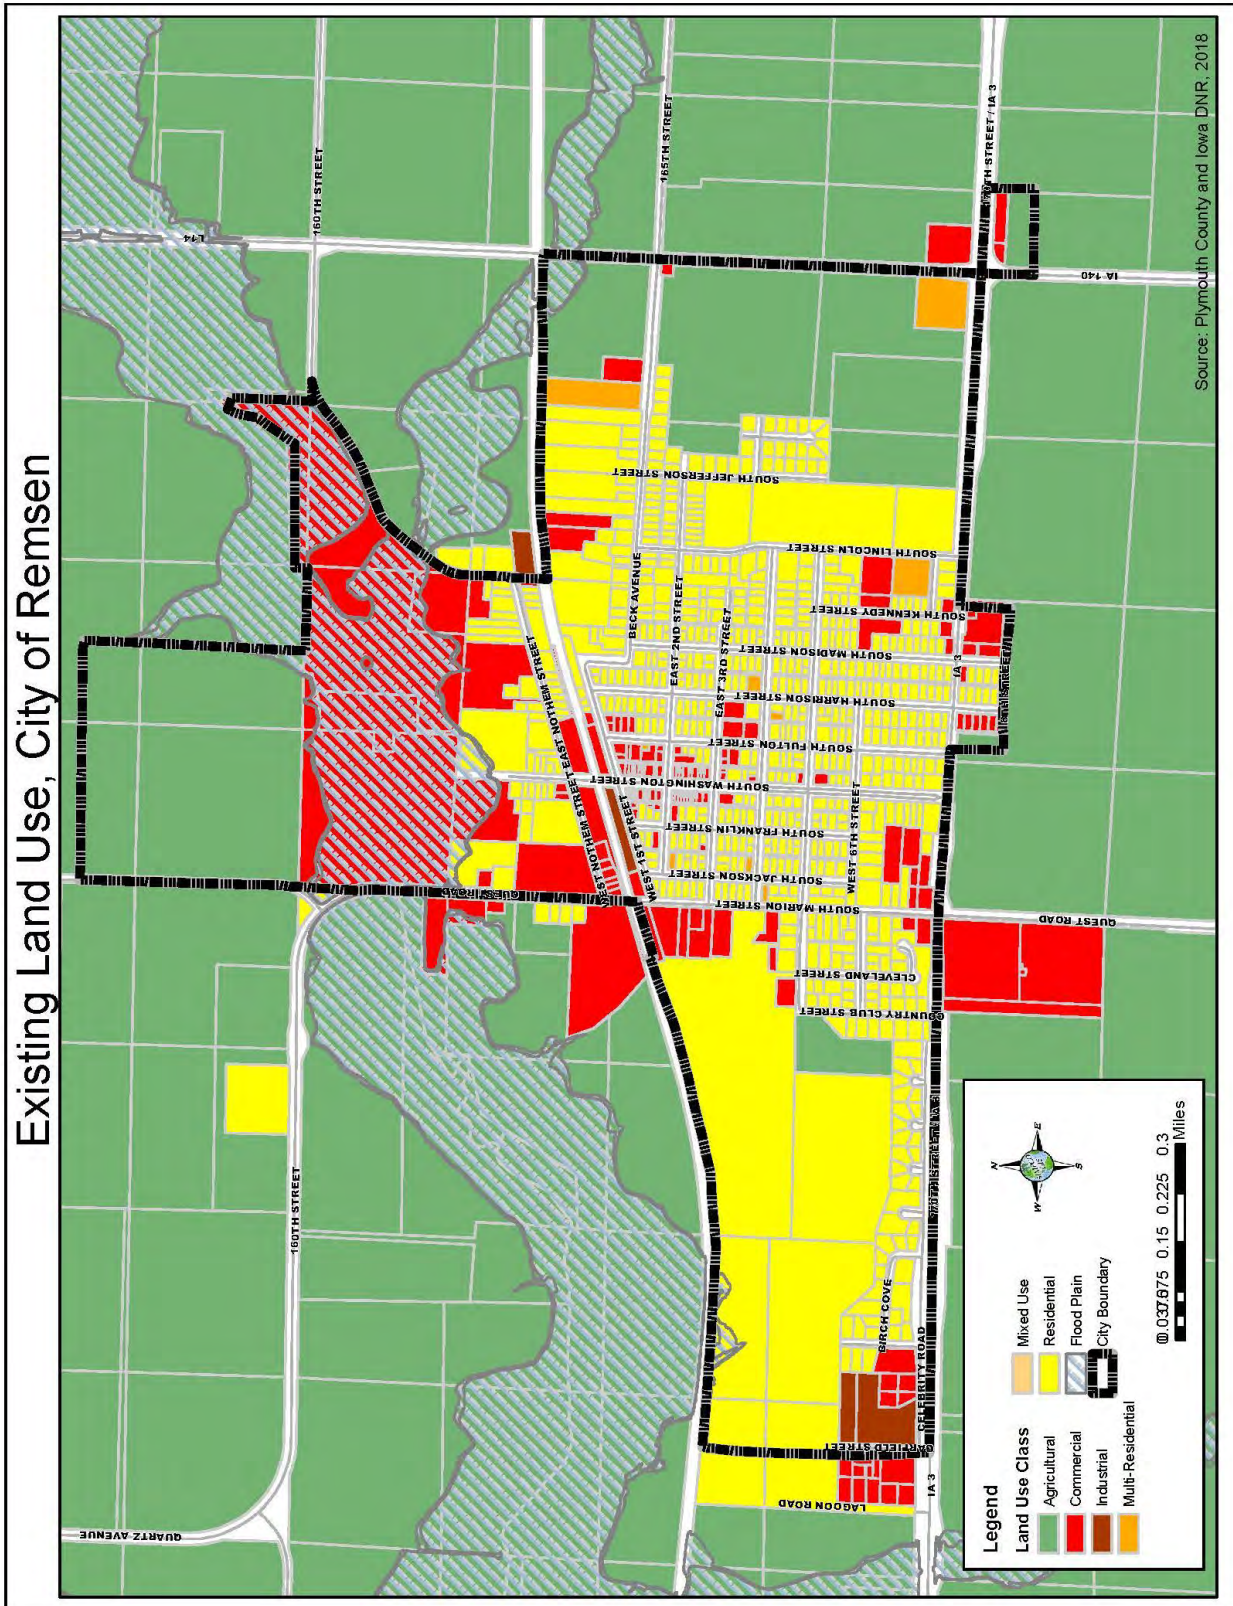 Existing Land Use, City of Remsen
QUARTZ AVENUE
160TH STREET
160TH STREET
L14
QUEST ROAD
WEST NOTHEM STREET
EAST NOTHEM STREET
WEST 1ST STREET
BECK AVENUE
165TH STREET
EAST 2ND STREET
EAST 3RD STREET
SOUTH JEFFERSON STREET
SOUTH LINCOLN STREET
SOUTH KENNEDY STREET
SOUTH MADISON STREET
SOUTH HARRISON STREET
SOUTH FULTON STREET
SOUTH WASHINGTON STREET
SOUTH FRANKLIN STREET
SOUTH JACKSON STREET
SOUTH MARION STREET
WEST 6TH STREET
CLEVELAND STREET
COUNTRY CLUB STREET
BIRCH COVE
CELEBRITY ROAD
GARFIELD STREET
LAGOON ROAD
IA 3
IA 3
170TH STREET / IA 3
IA 140
QUEST ROAD
Legend
Land Use Class
Agricultural
Commercial
Industrial
Multi-Residential
Mixed Use
Residential
Flood Plain
City Boundary
N
W
E
S
0.15 0.225 0.3
Miles
Source: Plymouth County and Iowa DNR, 2018